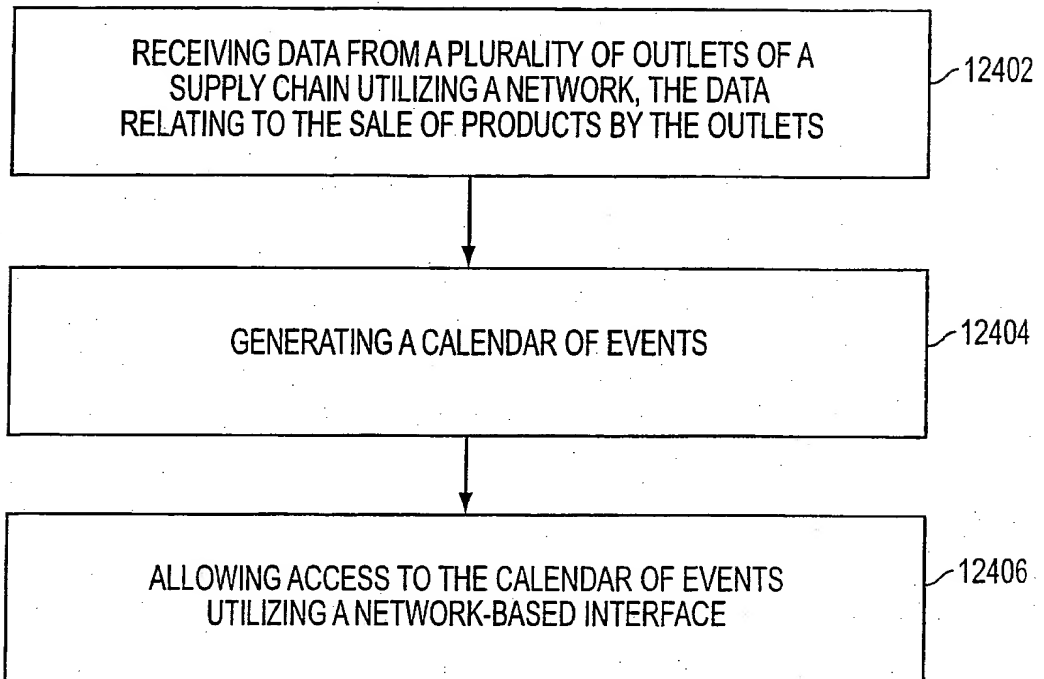 RECEIVING DATA FROM A PLURALITY OF OUTLETS OF A
SUPPLY CHAIN UTILIZING A NETWORK, THE DATA
RELATING TO THE SALE OF PRODUCTS BY THE OUTLETS
12402
GENERATING A CALENDAR OF EVENTS
12404
ALLOWING ACCESS TO THE CALENDAR OF EVENTS
UTILIZING A NETWORK-BASED INTERFACE
12406